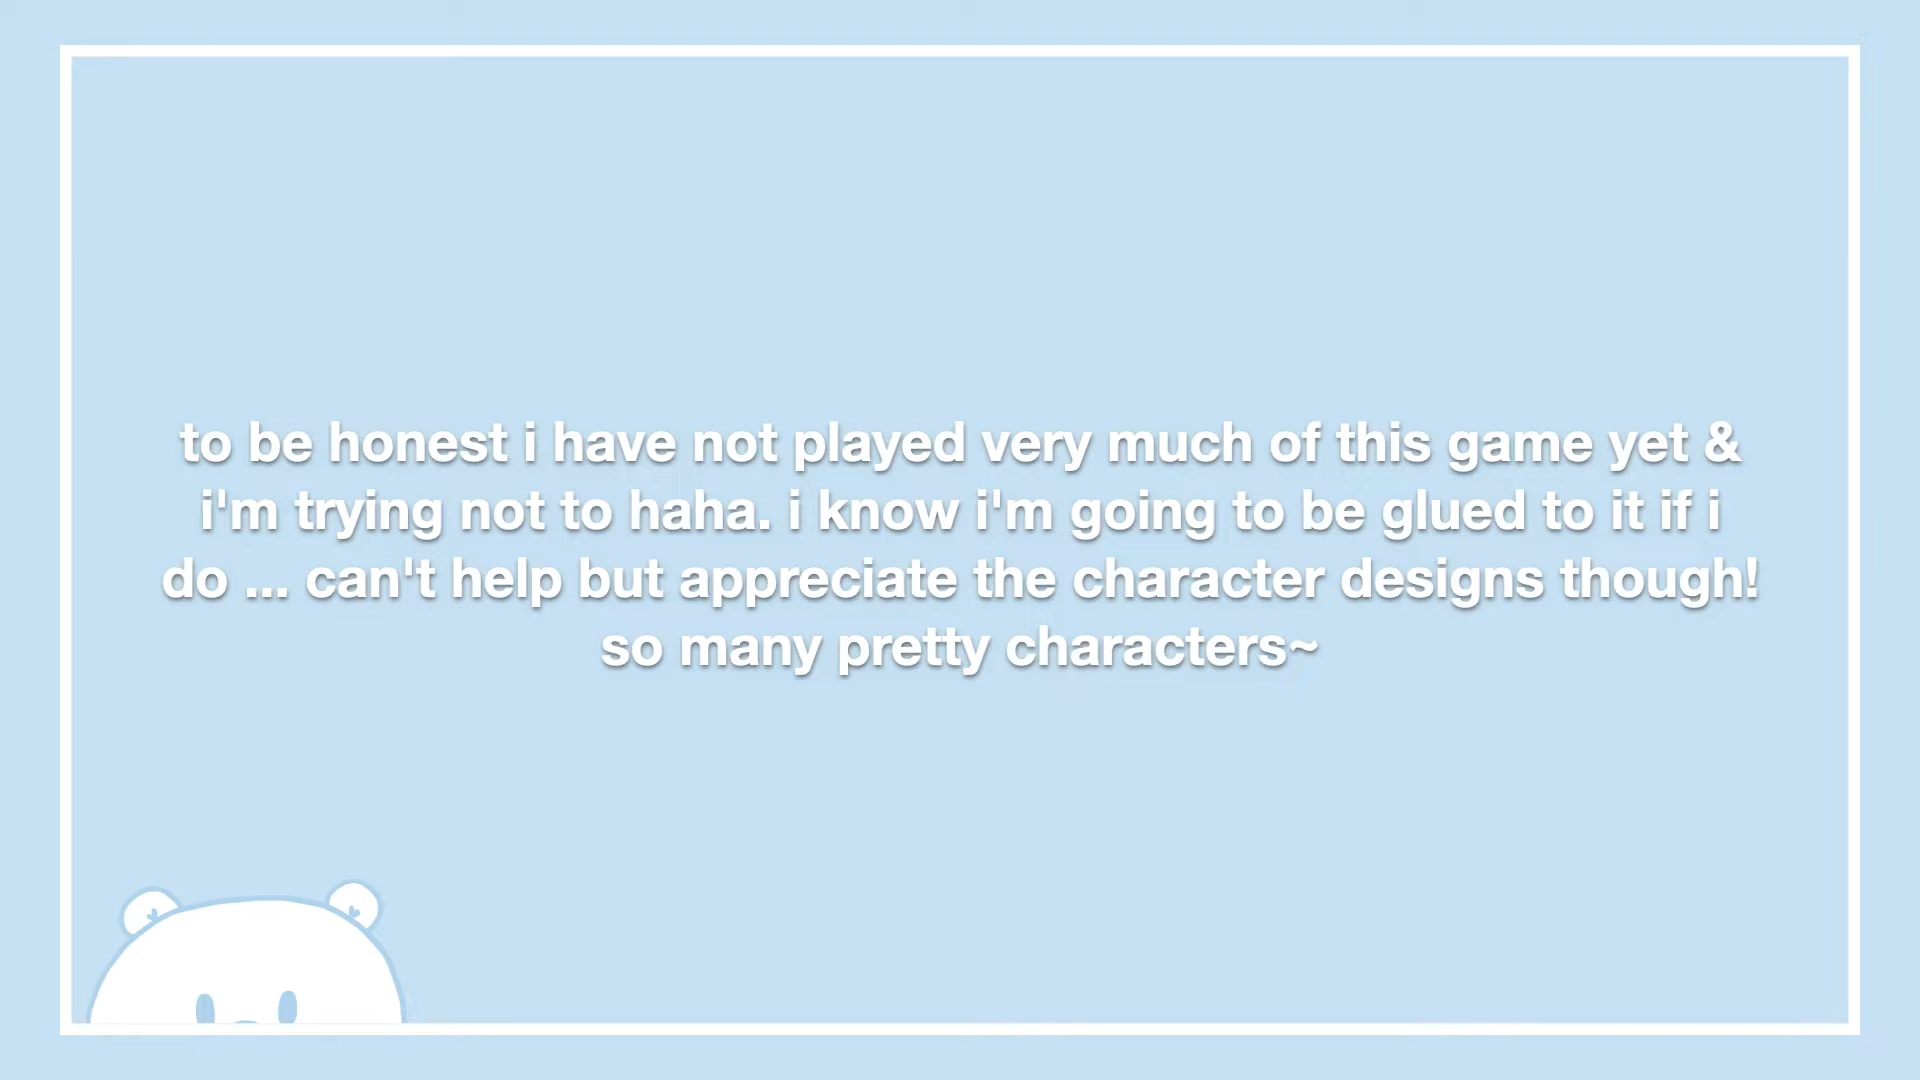 to be honest i have not played very much of this game yet &
i'm trying not to haha. i know i'm going to be glued to it if i
do ... can't help but appreciate the character designs though!
so many pretty characters~